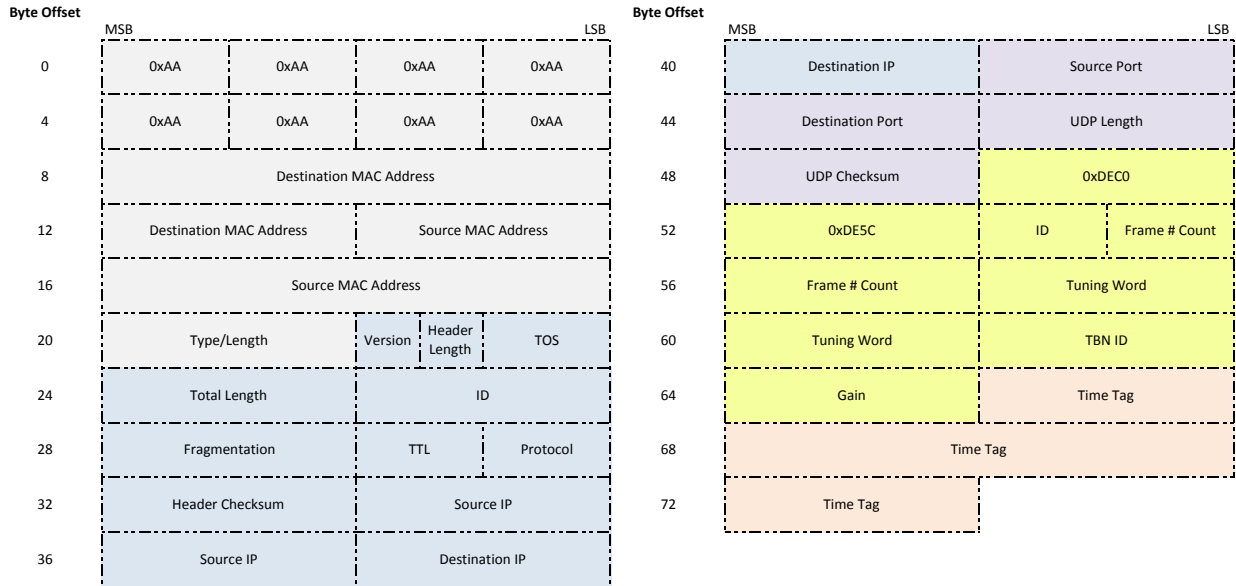 Byte Offset
MSB LSB
0 0xAA 0xAA 0xAA 0xAA
4 0xAA 0xAA 0xAA 0xAA
8 Destination MAC Address
12 Destination MAC Address Source MAC Address
16 Source MAC Address
20 Type/Length Version Header Length TOS
24 Total Length ID
28 Fragmentation TTL Protocol
32 Header Checksum Source IP
36 Source IP Destination IP
Byte Offset
MSB LSB
40 Destination IP Source Port
44 Destination Port UDP Length
48 UDP Checksum 0xDEC0
52 0xDE5C ID Frame # Count
56 Frame # Count Tuning Word
60 Tuning Word TBN ID
64 Gain Time Tag
68 Time Tag
72 Time Tag